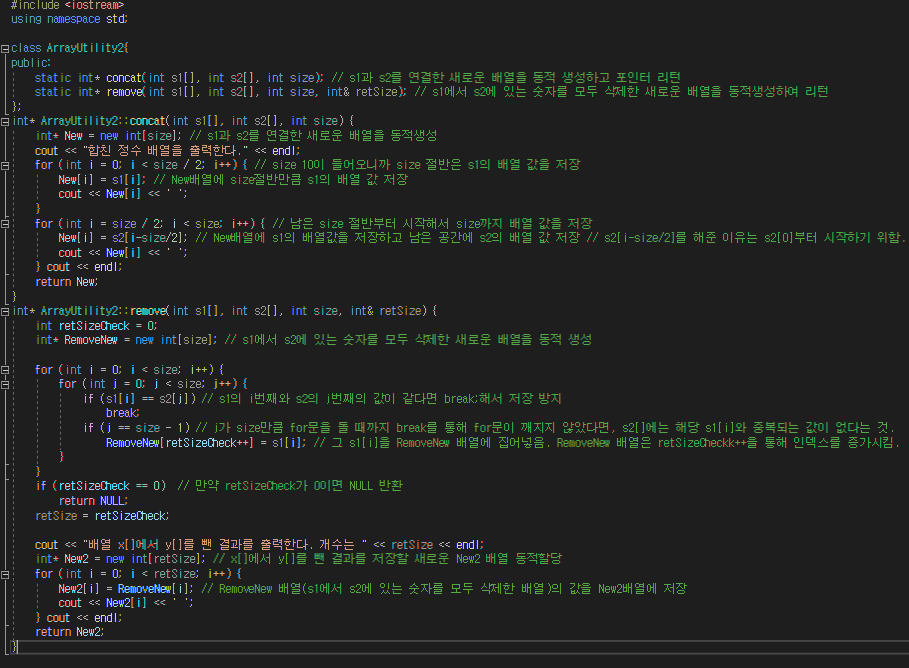 #include <iostream>
using namespace std;
class ArrayUtility2{
public:
static int* concat(int s1[], int s2[], int size); // s1과 s2를 연결한 새로운 배열을 동적 생성하고 포인터 리턴
static int* remove(int s1[], int s2[], int size, int& retSize); // s1에서 s2에 있는 숫자를 모두 삭제한 새로운 배열을 동적생성하여 리턴
};
int* ArrayUtility2::concat(int s1[], int s2[], int size) {
int* New = new int[size]; // s1과 s2를 연결한 새로운 배열을 동적생성
cout << "합친 정수 배열을 출력한다." << endl;
for (int i = 0; i < size / 2; i++) { // size 10이 들어오니까 size 절반은 s1의 배열 값을 저장
New[i] = s1[i]; // New배열에 size절반만큼 s1의 배열 값 저장
cout << New[i] << ' ';
}
for (int i = size / 2; i < size; i++) { // 남은 size 절반부터 시작해서 size까지 배열 값을 저장
New[i] = s2[i-size/2]; // New배열에 s1의 배열값을 저장하고 남은 공간에 s2의 배열 값 저장 // s2[i-size/2]를 해준 이유는 s2[0]부터 시작하기 위함.
cout << New[i] << ' ';
} cout << endl;
return New;
}
int* ArrayUtility2::remove(int s1[], int s2[], int size, int& retSize) {
int retSizeCheck = 0;
int* RemoveNew = new int[size]; // s1에서 s2에 있는 숫자를 모두 삭제한 새로운 배열을 동적 생성
for (int i = 0; i < size; i++) {
for (int j = 0; j < size; j++) {
if (s1[i] == s2[j]) // s1의 i번째와 s2의 j번째의 값이 같다면 break;해서 저장 방지
break;
if (j == size - 1) // j가 size만큼 for문을 돌 때까지 break를 통해 for문이 깨지지 않았다면, s2[]에는 해당 s1[i]와 중복되는 값이 없다는 것.
RemoveNew[retSizeCheck++] = s1[i]; // 그 s1[i]을 RemoveNew 배열에 집어넣음. RemoveNew 배열은 retSizeCheckk++을 통해 인덱스를 증가시킴.
}
}
if (retSizeCheck == 0) // 만약 retSizeCheck가 0이면 NULL 반환
return NULL;
retSize = retSizeCheck;
cout << "배열 x[]에서 y[]를 뺀 결과를 출력한다. 개수는 " << retSize << endl;
int* New2 = new int[retSize]; // x[]에서 y[]를 뺀 결과를 저장할 새로운 New2 배열 동적할당
for (int i = 0; i < retSize; i++) {
New2[i] = RemoveNew[i]; // RemoveNew 배열(s1에서 s2에 있는 숫자를 모두 삭제한 배열)의 값을 New2배열에 저장
cout << New2[i] << ' ';
} cout << endl;
return New2;
}